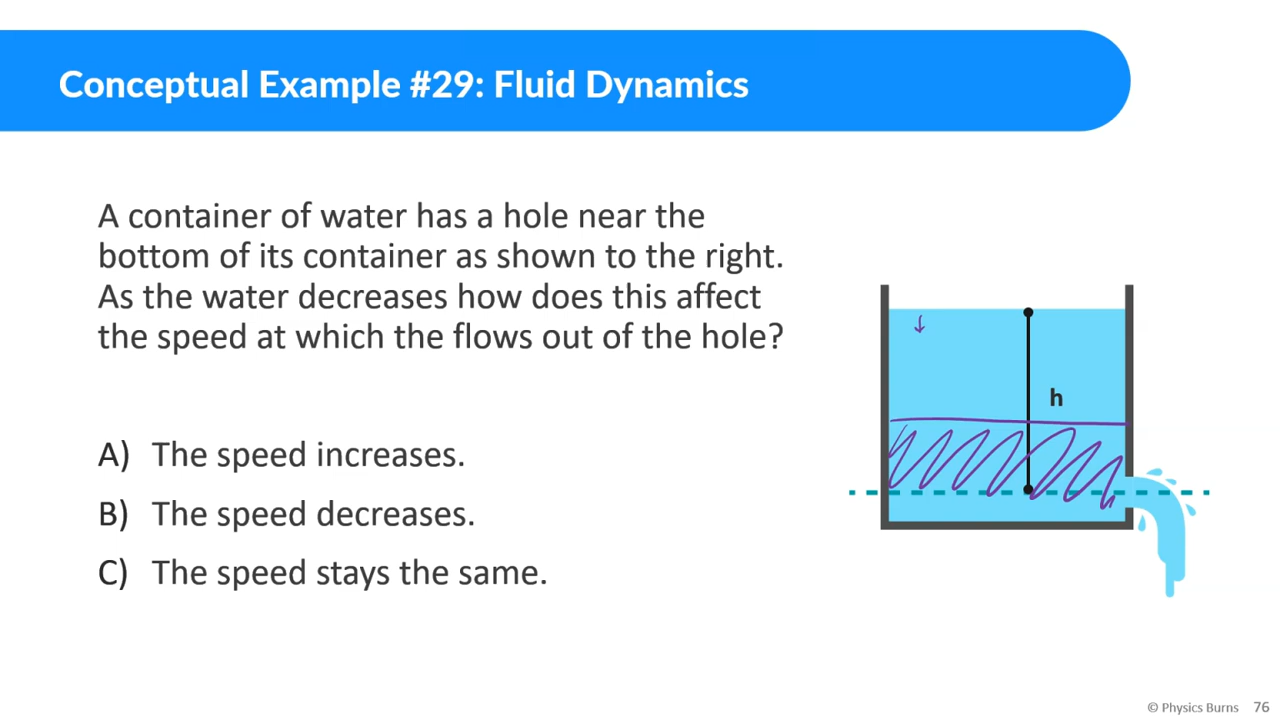 Conceptual Example #29: Fluid Dynamics
A container of water has a hole near the
bottom of its container as shown to the right.
As the water decreases how does this affect
the speed at which the flows out of the hole?
h
A) The speed increases.
B) The speed decreases.
C) The speed stays the same.
© Physics Burns 76